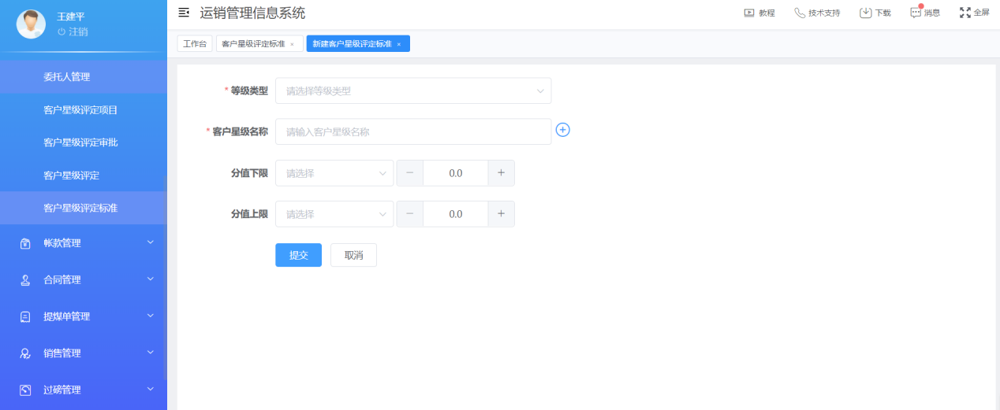 王建平
注销
运销管理信息系统
教程
技术支持
下载
消息
全屏
工作台
客户星级评定标准 ×
新建客户星级评定标准 ×
委托人管理
客户星级评定项目
客户星级评定审批
客户星级评定
客户星级评定标准
帐款管理
合同管理
提煤单管理
销售管理
过磅管理
* 等级类型 请选择等级类型
* 客户星级名称 请输入客户星级名称
分值下限 请选择 − 0.0 +
分值上限 请选择 − 0.0 +
提交 取消